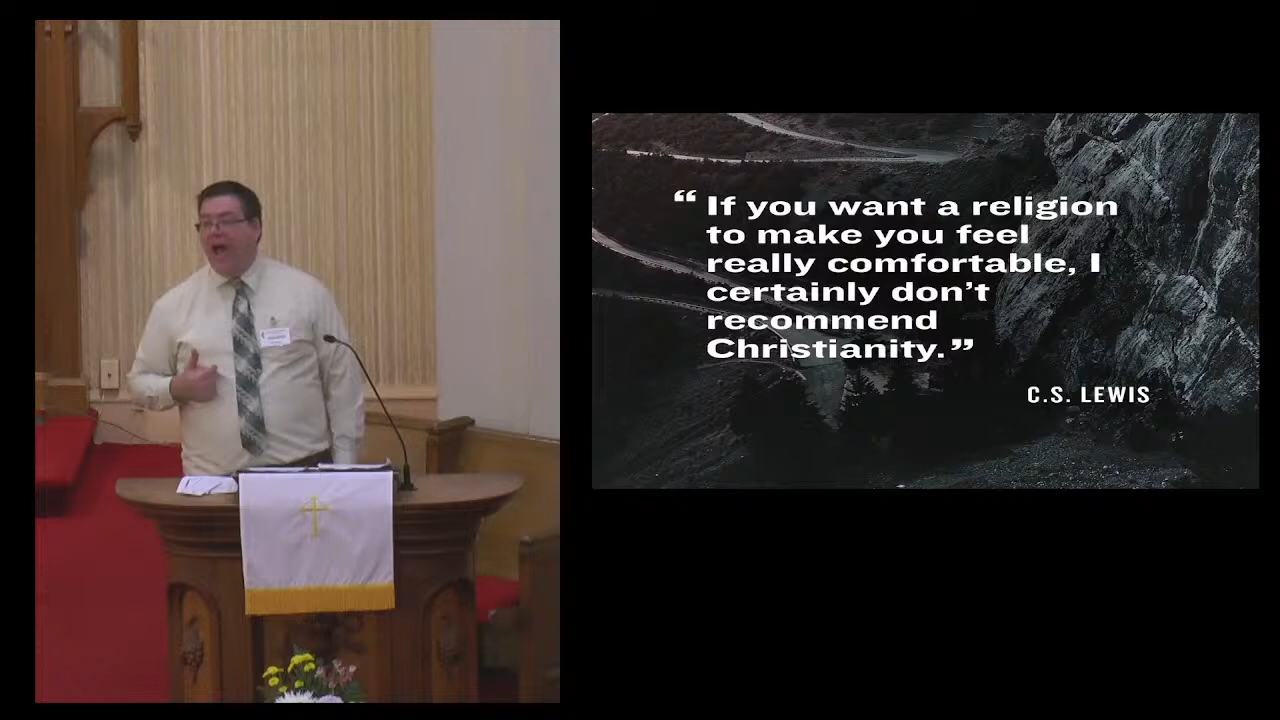 “ If you want a religion
to make you feel
really comfortable, I
certainly don’t
recommend
Christianity.”
C.S. LEWIS